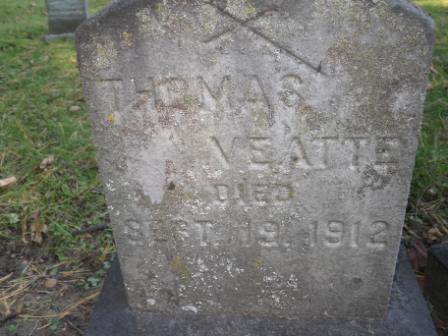 THOMAS
VEATTE
DIED
SEPT. 19, 1912